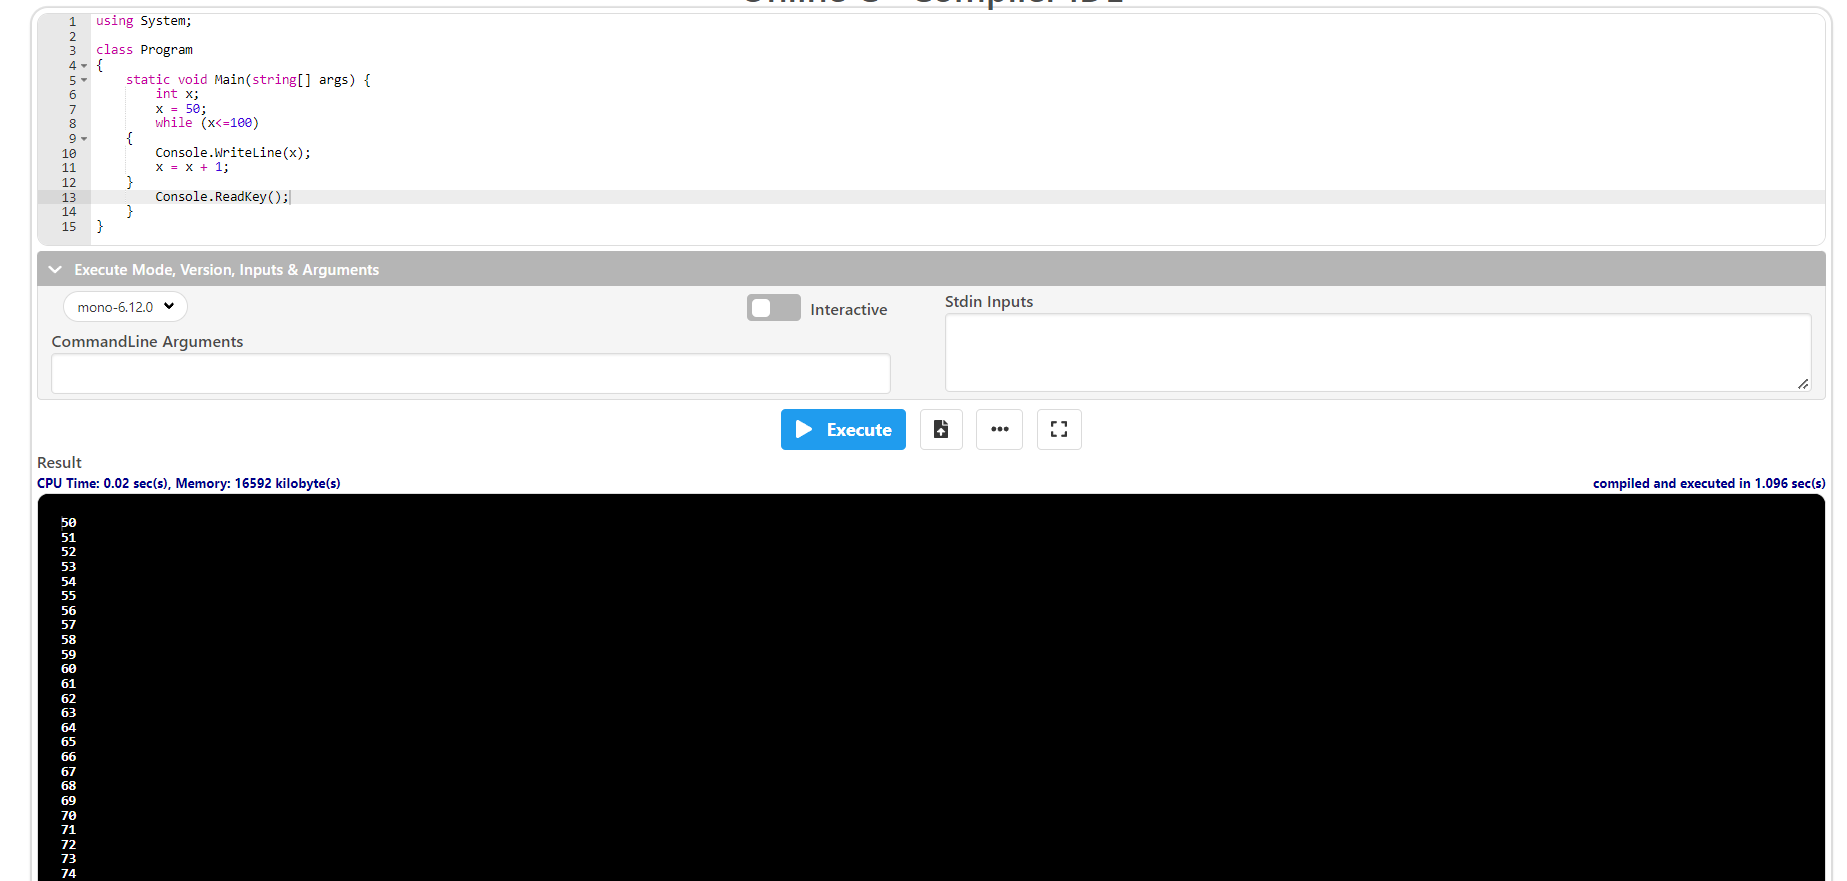 1 using System;
2
3 class Program
4 {
5 static void Main(string[] args) {
6 int x;
7 x = 50;
8 while (x<=100)
9 {
10 Console.WriteLine(x);
11 x = x + 1;
12 }
13 Console.ReadKey();
14 }
15 }
Execute Mode, Version, Inputs & Arguments
mono-6.12.0
Interactive
Stdin Inputs
CommandLine Arguments
Execute
Result
CPU Time: 0.02 sec(s), Memory: 16592 kilobyte(s)
compiled and executed in 1.096 sec(s)
50
51
52
53
54
55
56
57
58
59
60
61
62
63
64
65
66
67
68
69
70
71
72
73
74